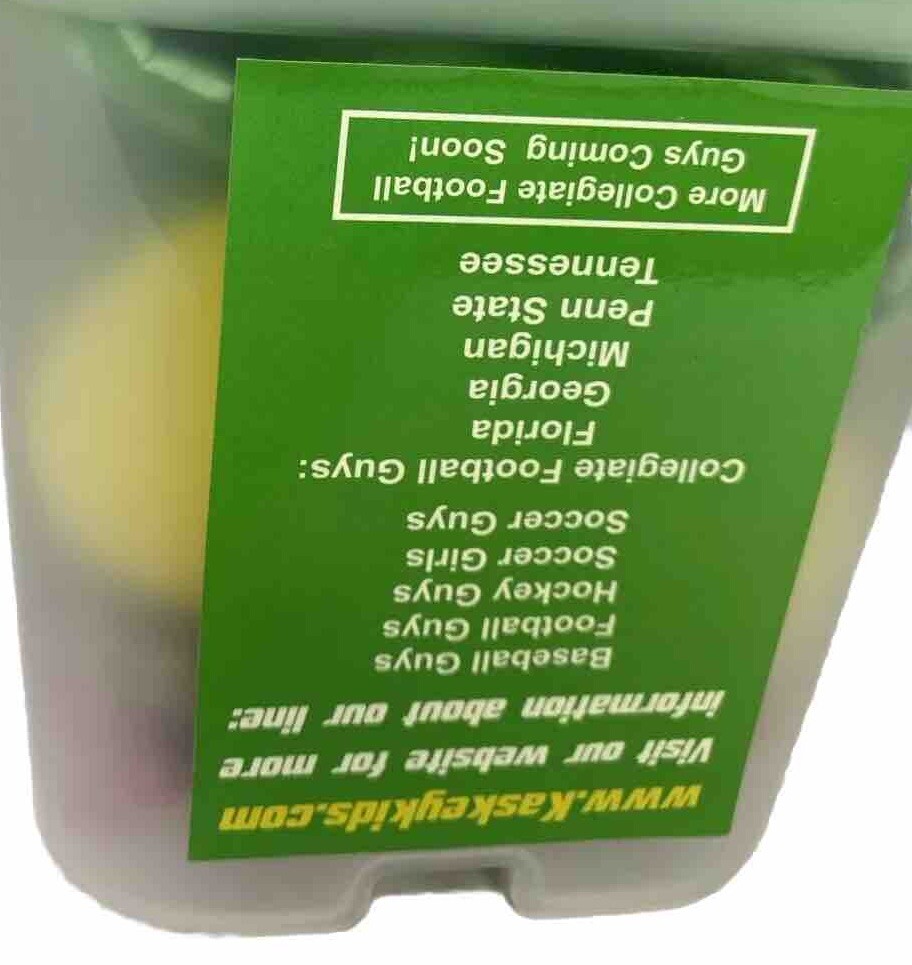 www.Kaskeykids.com
Visit our website for more
information about our line:
Baseball Guys
Football Guys
Hockey Guys
Soccer Girls
Soccer Guys
Collegiate Football Guys:
Florida
Georgia
Michigan
Penn State
Tennessee
More Collegiate Football
Guys Coming Soon!